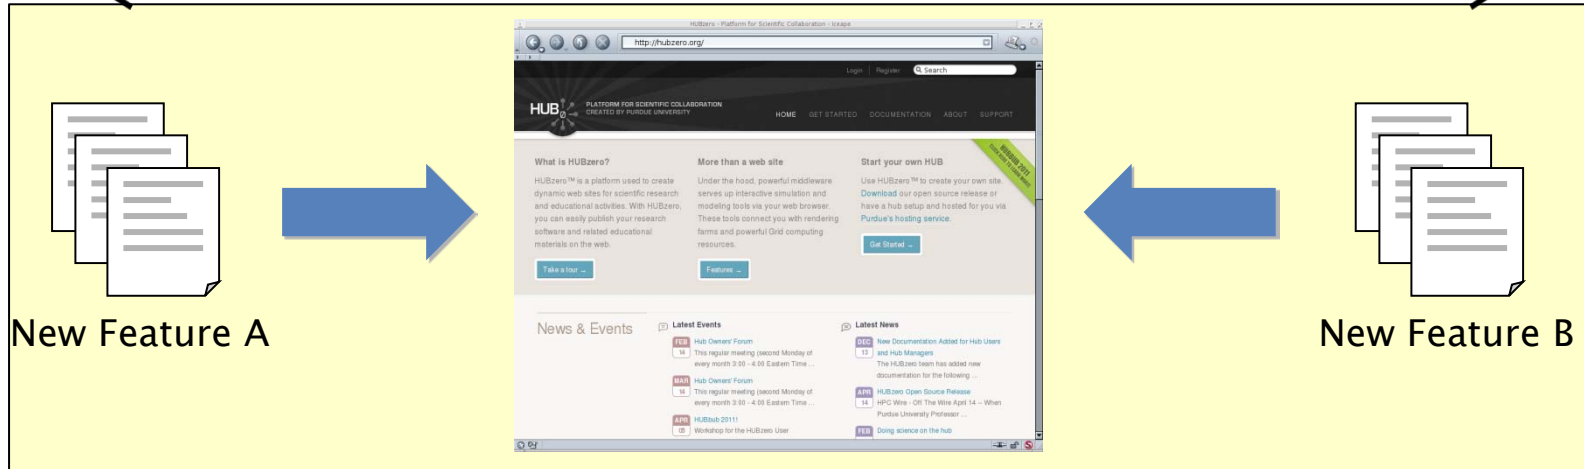 HUBzero - Platform for Scientific Collaboration - Iceape
http://hubzero.org/
Login | Register Search
HUB
PLATFORM FOR SCIENTIFIC COLLABORATION
CREATED BY PURDUE UNIVERSITY
HOME GET STARTED DOCUMENTATION ABOUT SUPPORT
HUBBUB 2011
What is HUBzero?
HUBzero™ is a platform used to create
dynamic web sites for scientific research
and educational activities. With HUBzero,
you can easily publish your research
software and related educational
materials on the web.
Take a tour →
More than a web site
Under the hood, powerful middleware
serves up interactive simulation and
modeling tools via your web browser.
These tools connect you with rendering
farms and powerful Grid computing
resources.
Features →
Start your own HUB
Use HUBzero™ to create your own site.
Download our open source release or
have a hub setup and hosted for you via
Purdue's hosting service.
Get Started →
New Feature A
New Feature B
News & Events
Latest Events
FEB 14 Hub Owners' Forum
This regular meeting (second Monday of
every month 3:00 - 4:00 Eastern Time ...
MAR 14 Hub Owners' Forum
This regular meeting (second Monday of
every month 3:00 - 4:00 Eastern Time ...
APR 05 HUBbub 2011!
Workshop for the HUBzero User
Latest News
DEC 13 New Documentation Added for Hub Users
and Hub Managers
The HUBzero team has added new
documentation for the following ...
APR 14 HUBzero Open Source Release
HPC Wire - Off The Wire April 14 -- When
Purdue University Professor ...
FEB Doing science on the hub